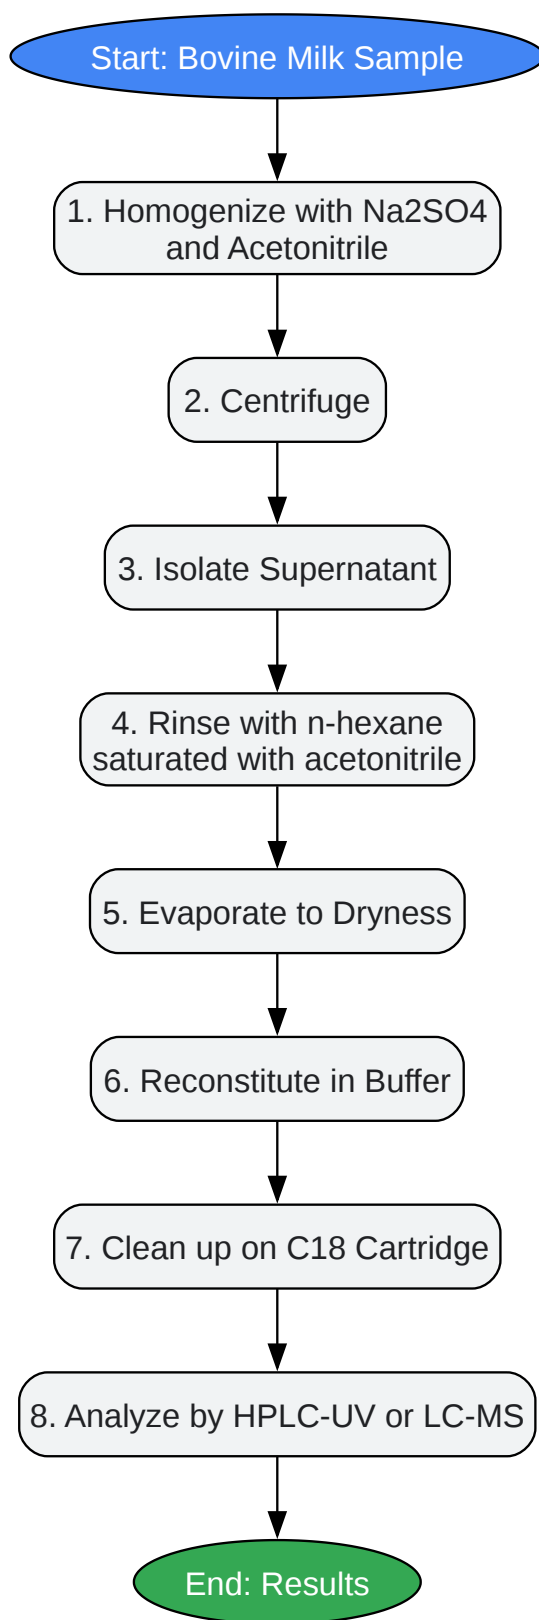 Start: Bovine Milk Sample
1. Homogenize with Na2SO4
and Acetonitrile
2. Centrifuge
3. Isolate Supernatant
4. Rinse with n-hexane
saturated with acetonitrile
5. Evaporate to Dryness
6. Reconstitute in Buffer
7. Clean up on C18 Cartridge
8. Analyze by HPLC-UV or LC-MS
End: Results